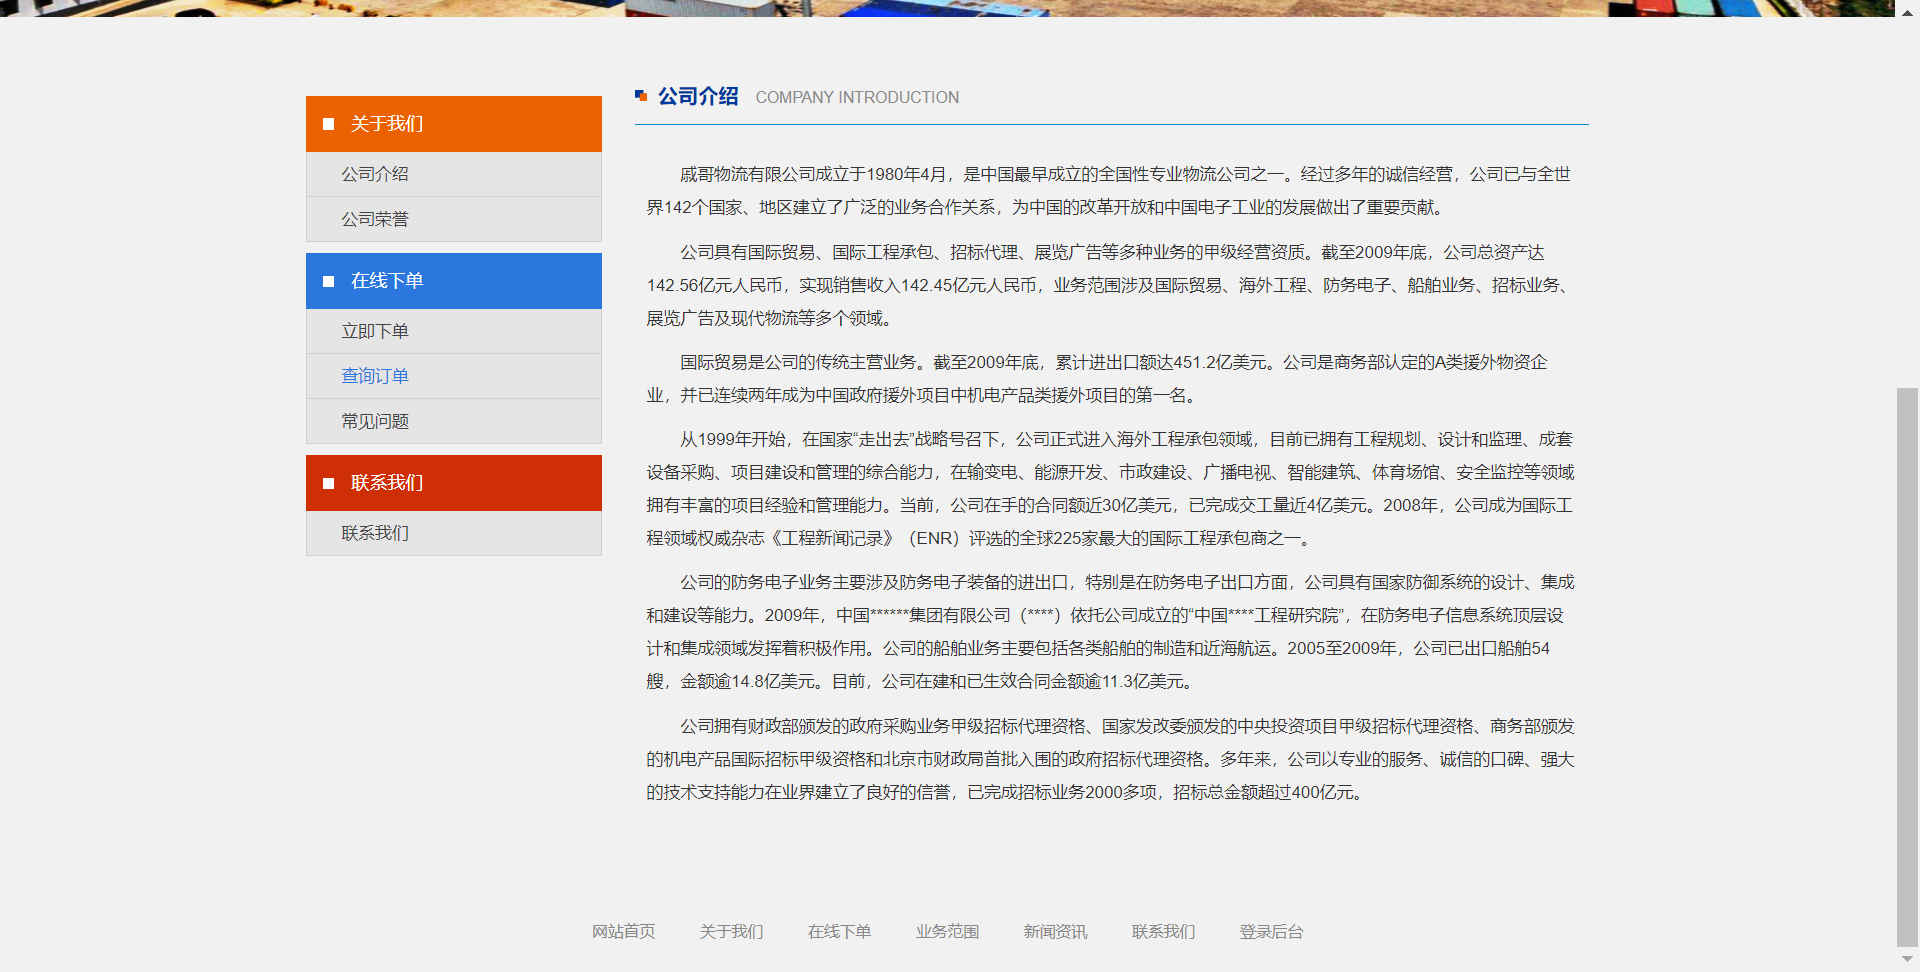 关于我们
公司介绍
公司荣誉
在线下单
立即下单
查询订单
常见问题
联系我们
联系我们
公司介绍 COMPANY INTRODUCTION
戚哥物流有限公司成立于1980年4月，是中国最早成立的全国性专业物流公司之一。经过多年的诚信经营，公司已与全世
界142个国家、地区建立了广泛的业务合作关系，为中国的改革开放和中国电子工业的发展做出了重要贡献。
公司具有国际贸易、国际工程承包、招标代理、展览广告等多种业务的甲级经营资质。截至2009年底，公司总资产达
142.56亿元人民币，实现销售收入142.45亿元人民币，业务范围涉及国际贸易、海外工程、防务电子、船舶业务、招标业务、
展览广告及现代物流等多个领域。
国际贸易是公司的传统主营业务。截至2009年底，累计进出口额达451.2亿美元。公司是商务部认定的A类援外物资企
业，并已连续两年成为中国政府援外项目中机电产品类援外项目的第一名。
从1999年开始，在国家“走出去”战略号召下，公司正式进入海外工程承包领域，目前已拥有工程规划、设计和监理、成套
设备采购、项目建设和管理的综合能力，在输变电、能源开发、市政建设、广播电视、智能建筑、体育场馆、安全监控等领域
拥有丰富的项目经验和管理能力。当前，公司在手的合同额近30亿美元，已完成交工量近4亿美元。2008年，公司成为国际工
程领域权威杂志《工程新闻记录》（ENR）评选的全球225家最大的国际工程承包商之一。
公司的防务电子业务主要涉及防务电子装备的进出口，特别是在防务电子出口方面，公司具有国家防御系统的设计、集成
和建设等能力。2009年，中国******集团有限公司（****）依托公司成立的“中国****工程研究院”，在防务电子信息系统顶层设
计和集成领域发挥着积极作用。公司的船舶业务主要包括各类船舶的制造和近海航运。2005至2009年，公司已出口船舶54
艘，金额逾14.8亿美元。目前，公司在建和已生效合同金额逾11.3亿美元。
公司拥有财政部颁发的政府采购业务甲级招标代理资格、国家发改委颁发的中央投资项目甲级招标代理资格、商务部颁发
的机电产品国际招标甲级资格和北京市财政局首批入围的政府招标代理资格。多年来，公司以专业的服务、诚信的口碑、强大
的技术支持能力在业界建立了良好的信誉，已完成招标业务2000多项，招标总金额超过400亿元。
网站首页 关于我们 在线下单 业务范围 新闻资讯 联系我们 登录后台